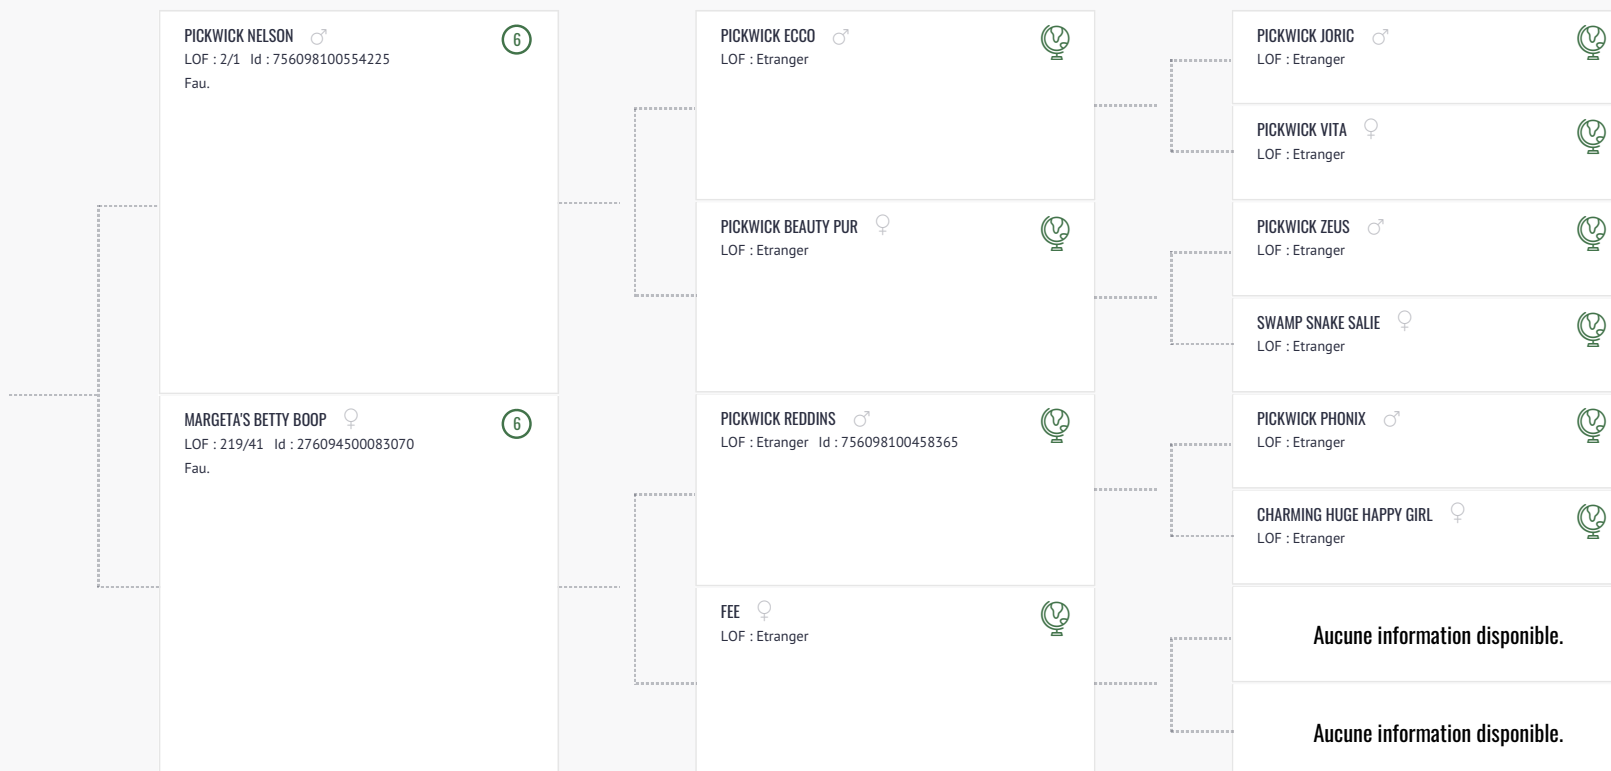 PICKWICK NELSON
6
LOF : 2/1 Id : 756098100554225
Fau.
MARGETA'S BETTY BOOP
6
LOF : 219/41 Id : 276094500083070
Fau.
PICKWICK ECCO
LOF : Etranger
PICKWICK BEAUTY PUR
LOF : Etranger
PICKWICK REDDINS
LOF : Etranger Id : 756098100458365
FEE
LOF : Etranger
PICKWICK JORIC
LOF : Etranger
PICKWICK VITA
LOF : Etranger
PICKWICK ZEUS
LOF : Etranger
SWAMP SNAKE SALIE
LOF : Etranger
PICKWICK PHONIX
LOF : Etranger
CHARMING HUGE HAPPY GIRL
LOF : Etranger
Aucune information disponible.
Aucune information disponible.